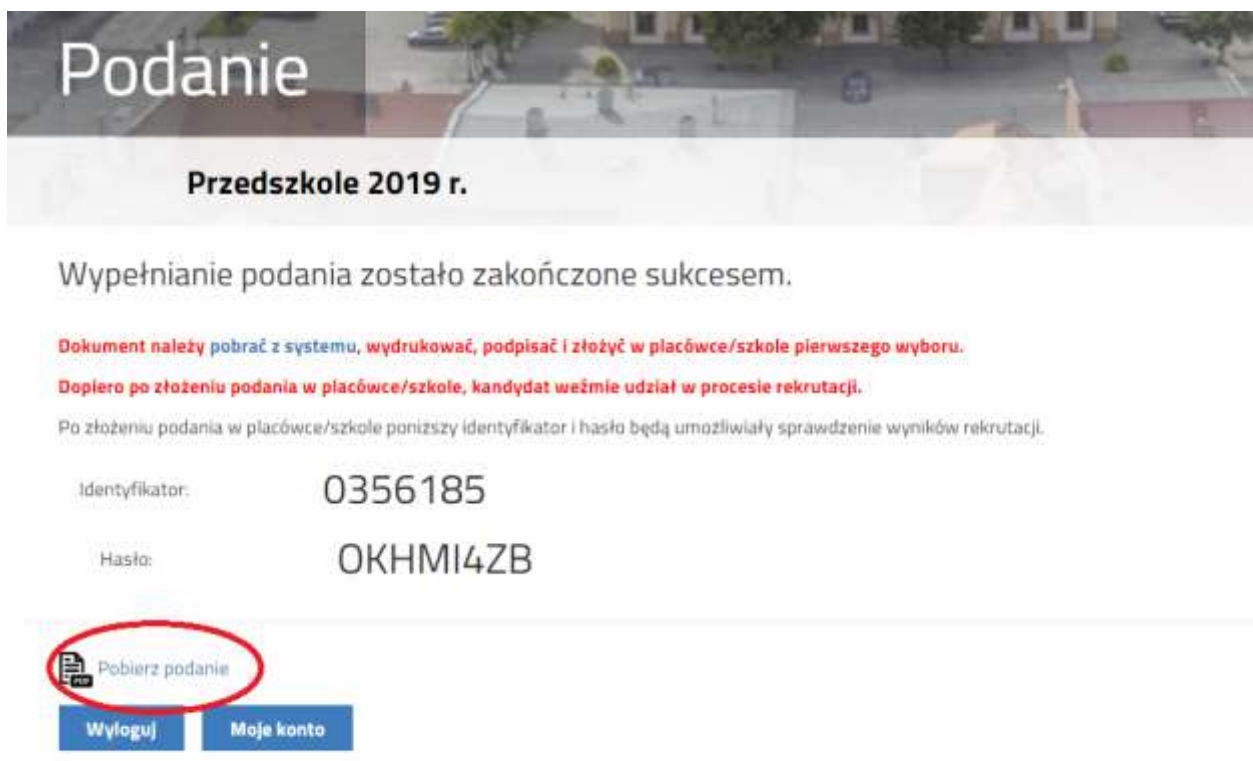 Podanie
Przedszkole 2019 r.
Wypełnianie podania zostało zakończone sukcesem.
Dokument należy pobrać z systemu, wydrukować, podpisać i złożyć w placówce/szkole pierwszego wyboru.
Dopiero po złożeniu podania w placówce/szkole, kandydat weźmie udział w procesie rekrutacji.
Po złożeniu podania w placówce/szkole poniższy identyfikator i hasło będą umożliwiały sprawdzenie wyników rekrutacji.
Identyfikator: 0356185
Hasło: OKHMI4ZB
PDF Pobierz podanie
Wyloguj Moje konto